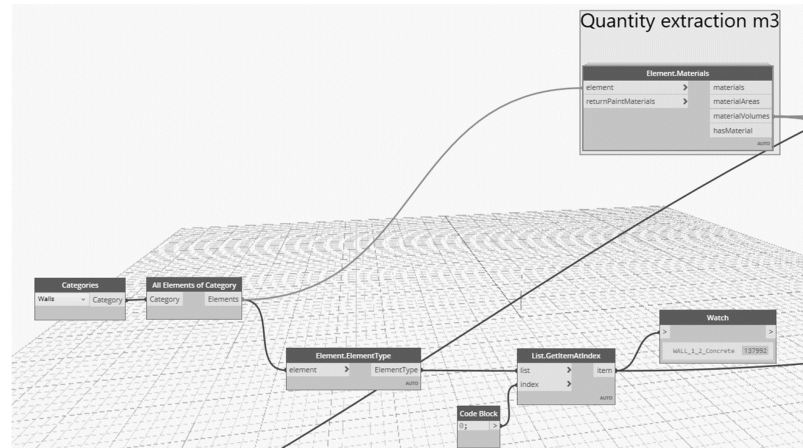 Quantity extraction m3
Element.Materials
element > materials
returnPaintMaterials > materialAreas
materialVolumes
hasMaterial
AUTO
Categories
Walls Category
All Elements of Category
Category Elements
Element.ElementType
element > ElementType
AUTO
List.GetItemAtIndex
list > item
index >
AUTO
Watch
> >
WALL_1_2_Concrete 137992
Code Block
0; >